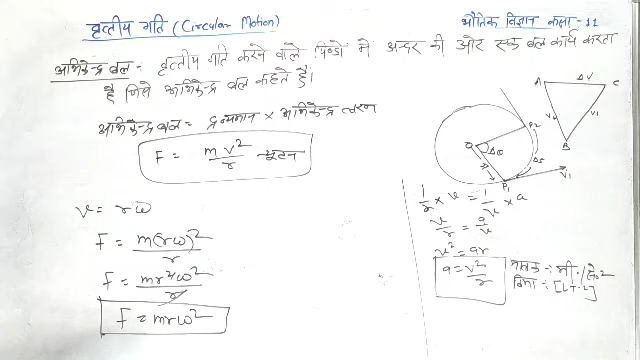 वृत्तीय गति (Circular Motion)
भौतिक विज्ञान कक्षा - 11
अभिकेन्द्र बल - वृत्तीय गति करने वाले पिण्डो में अन्दर की ओर एक बल कार्य करता
है जिसे अभिकेन्द्र बल कहते हैं।
अभिकेन्द्र बल = द्रव्यमान × अभिकेन्द्र त्वरण
F = mv²/r न्यूटन
v = rω
F = m(rω)²/r
F = mr²ω²/r
F = mrω²
A ΔV C
V1
B
O Δθ P2
r ΔS
P1 V1
1/r × v = 1/v × a
v/r = a/v
v² = ar
a = v²/r
मात्रक :- मी./से.²
विमा :- [LT-2]